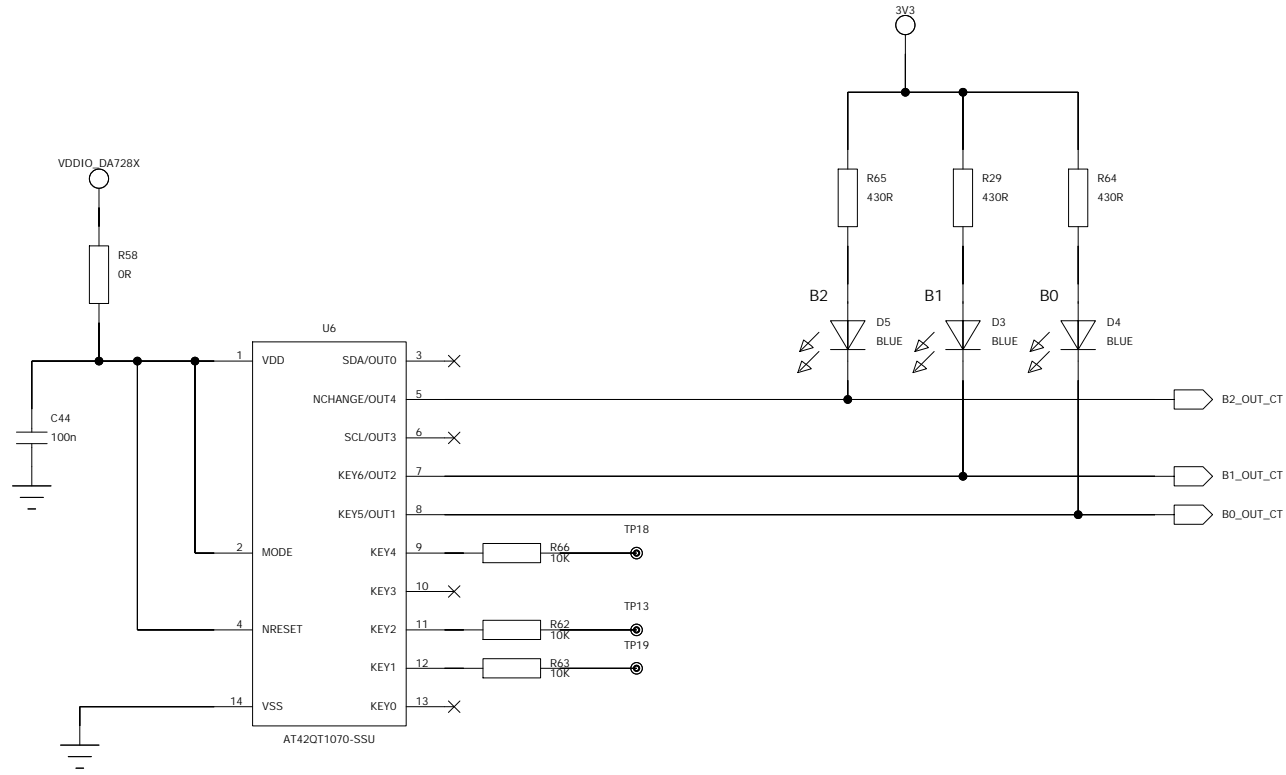 3V3
VDDIO_DA728X
R65
430R
R29
430R
R64
430R
R58
0R
B2
B1
B0
D5
BLUE
D3
BLUE
D4
BLUE
U6
1 VDD SDA/OUT0 3
NCHANGE/OUT4 5
B2_OUT_CT
C44
100n
SCL/OUT3 6
KEY6/OUT2 7
B1_OUT_CT
KEY5/OUT1 8
B0_OUT_CT
TP18
2 MODE KEY4 9
R66
10K
KEY3 10
TP13
4 NRESET KEY2 11
R62
10K
TP19
KEY1 12
R63
10K
14 VSS KEY0 13
AT42QT1070-SSU